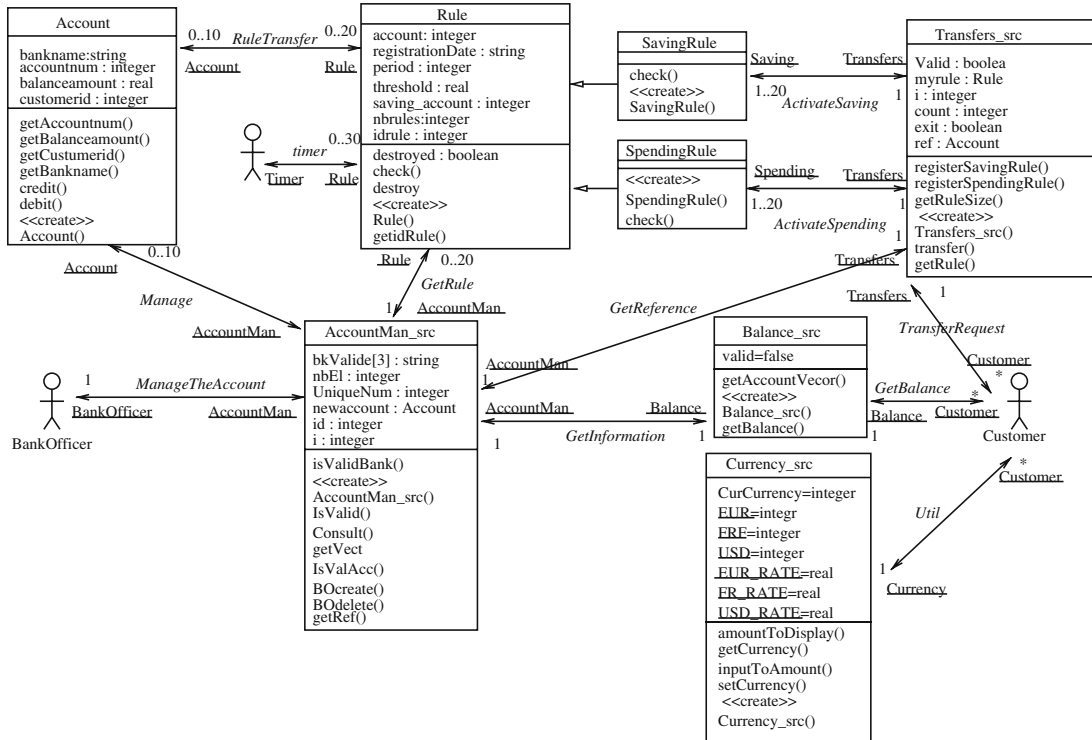 Account
bankname:string
accountnum : integer
balanceamount : real
customerid : integer
getAccountnum()
getBalanceamount()
getCustumerid()
getBankname()
credit()
debit()
<<create>>
Account()
0..10
RuleTransfer
0..20
Account
Rule
Rule
account: integer
registrationDate : string
period : integer
threshold : real
saving_account : integer
nbrules:integer
idrule : integer
destroyed : boolean
check()
destroy
<<create>>
Rule()
getidRule()
timer
0..30
Timer
Rule
SavingRule
check()
<<create>>
SavingRule()
SpendingRule
<<create>>
SpendingRule()
check()
Saving
Transfers
1..20
ActivateSaving
1
Spending
Transfers
1..20
ActivateSpending
1
Transfers_src
Valid : boolea
myrule : Rule
i : integer
count : integer
exit : boolean
ref : Account
registerSavingRule()
registerSpendingRule()
getRuleSize()
<<create>>
Transfers_src()
transfer()
getRule()
0..10
Account
Manage
AccountMan
Rule
0..20
GetRule
1
AccountMan
1
Transfers
GetReference
AccountMan
1
Transfers
1
TransferRequest
Customer
*
AccountMan_src
bkValide[3] : string
nbEl : integer
UniqueNum : integer
newaccount : Account
id : integer
i : integer
isValidBank()
<<create>>
AccountMan_src()
IsValid()
Consult()
getVect
IsValAcc()
BOcreate()
BOdelete()
getRef()
1
ManageTheAccount
BankOfficer
AccountMan
BankOfficer
AccountMan
Balance
1
GetInformation
1
Balance_src
valid=false
getAccountVecor()
<<create>>
Balance_src()
getBalance()
GetBalance
*
Balance
Customer
1
Customer
*
Customer
Util
1
Currency
Currency_src
CurCurrency=integer
EUR=integr
FRF=integer
USD=integer
EUR_RATE=real
FR_RATE=real
USD_RATE=real
amountToDisplay()
getCurrency()
inputToAmount()
setCurrency()
<<create>>
Currency_src()